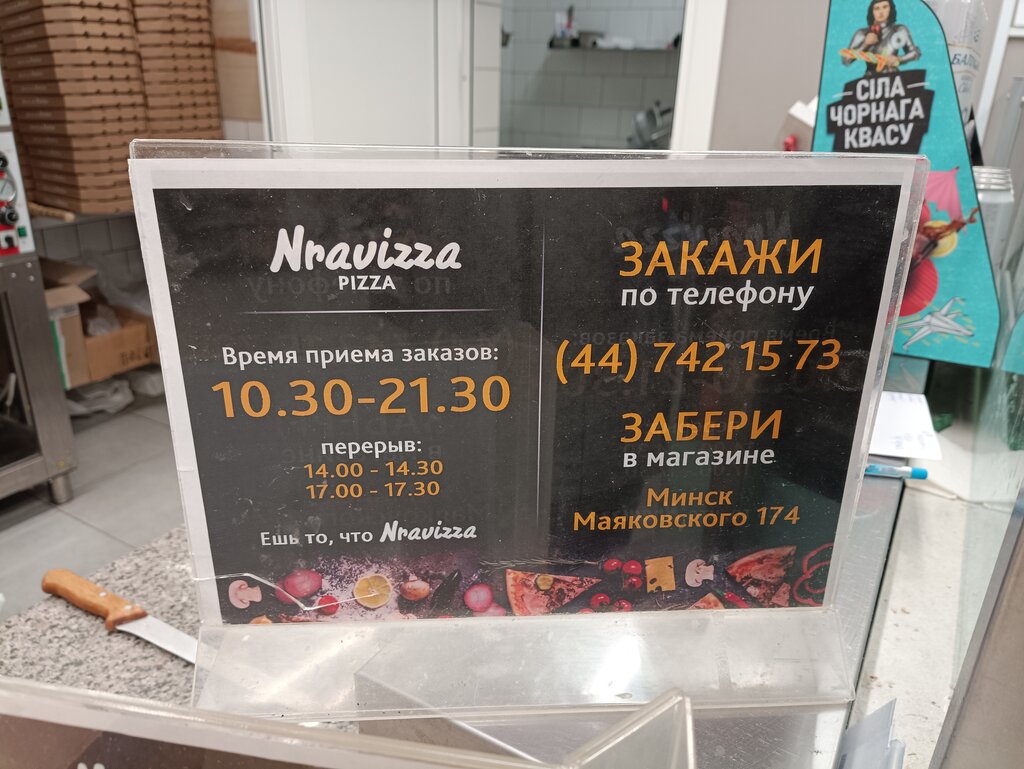 Nravizza
PIZZA
Время приема заказов:
10.30-21.30
перерыв:
14.00 - 14.30
17.00 - 17.30
Ешь то, что Nravizza
ЗАКАЖИ
по телефону
(44) 742 15 73
ЗАБЕРИ
в магазине
Минск
Маяковского 174
СІЛА
ЧОРНАГА
КВАСУ